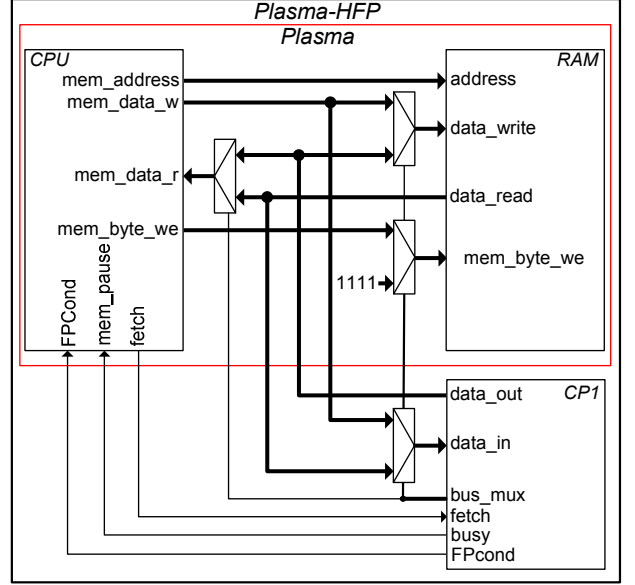 Plasma-HFP
Plasma
CPU
RAM
mem_address
address
mem_data_w
data_write
mem_data_r
data_read
mem_byte_we
mem_byte_we
1111
FPCond
mem_pause
fetch
data_out
CP1
data_in
bus_mux
fetch
busy
FPcond